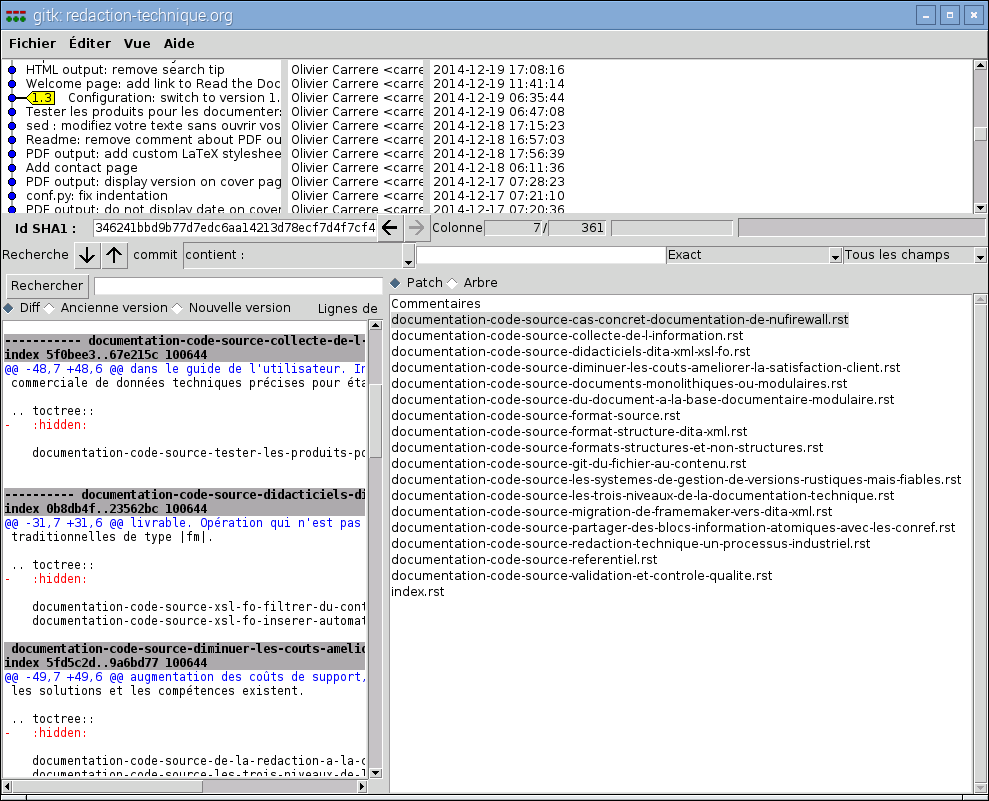 gitk: redaction-technique.org
Fichier Éditer Vue Aide
HTML output: remove search tip Olivier Carrere <carre 2014-12-19 17:08:16
Welcome page: add link to Read the Doc Olivier Carrere <carre 2014-12-19 11:41:14
1.3 Configuration: switch to version 1. Olivier Carrere <carre 2014-12-19 06:35:44
Tester les produits pour les documenter: Olivier Carrere <carre 2014-12-19 06:47:08
sed : modifiez votre texte sans ouvrir vos Olivier Carrere <carre 2014-12-18 17:15:23
Readme: remove comment about PDF ou Olivier Carrere <carre 2014-12-18 16:57:03
PDF output: add custom LaTeX styleshee Olivier Carrere <carre 2014-12-18 17:56:39
Add contact page Olivier Carrere <carre 2014-12-18 06:11:36
PDF output: display version on cover pag Olivier Carrere <carre 2014-12-17 07:28:23
conf.py: fix indentation Olivier Carrere <carre 2014-12-17 07:21:10
PDF output: do not display date on cover Olivier Carrere <carre 2014-12-17 07:20:36
Id SHA1 : 346241bbd9b77d7edc6aa14213d78ecf7d4f7cf4 Colonne 7 / 361
Recherche commit contient : Exact Tous les champs
Rechercher
Diff Ancienne version Nouvelle version Lignes de
----------- documentation-code-source-collecte-de-l-
index 5f0bee3..67e215c 100644
@@ -48,7 +48,6 @@ dans le guide de l'utilisateur. In
commerciale de données techniques précises pour éta
.. toctree::
- :hidden:
documentation-code-source-tester-les-produits-po
---------- documentation-code-source-didacticiels-di
index 0b8db4f..23562bc 100644
@@ -31,7 +31,6 @@ livrable. Opération qui n'est pas
traditionnelles de type |fm|.
.. toctree::
- :hidden:
documentation-code-source-xsl-fo-filtrer-du-cont
documentation-code-source-xsl-fo-inserer-automat
documentation-code-source-diminuer-les-couts-amelio
index 5fd5c2d..9a6bd77 100644
@@ -49,7 +49,6 @@ augmentation des coûts de support,
les solutions et les compétences existent.
.. toctree::
- :hidden:
documentation-code-source-de-la-redaction-a-la-c
documentation-code-source-les-trois-niveaux-de-l
Patch Arbre
Commentaires
documentation-code-source-cas-concret-documentation-de-nufirewall.rst
documentation-code-source-collecte-de-l-information.rst
documentation-code-source-didacticiels-dita-xml-xsl-fo.rst
documentation-code-source-diminuer-les-couts-ameliorer-la-satisfaction-client.rst
documentation-code-source-documents-monolithiques-ou-modulaires.rst
documentation-code-source-du-document-a-la-base-documentaire-modulaire.rst
documentation-code-source-format-source.rst
documentation-code-source-format-structure-dita-xml.rst
documentation-code-source-formats-structures-et-non-structures.rst
documentation-code-source-git-du-fichier-au-contenu.rst
documentation-code-source-les-systemes-de-gestion-de-versions-rustiques-mais-fiables.rst
documentation-code-source-les-trois-niveaux-de-la-documentation-technique.rst
documentation-code-source-migration-de-framemaker-vers-dita-xml.rst
documentation-code-source-partager-des-blocs-information-atomiques-avec-les-conref.rst
documentation-code-source-redaction-technique-un-processus-industriel.rst
documentation-code-source-referentiel.rst
documentation-code-source-validation-et-controle-qualite.rst
index.rst